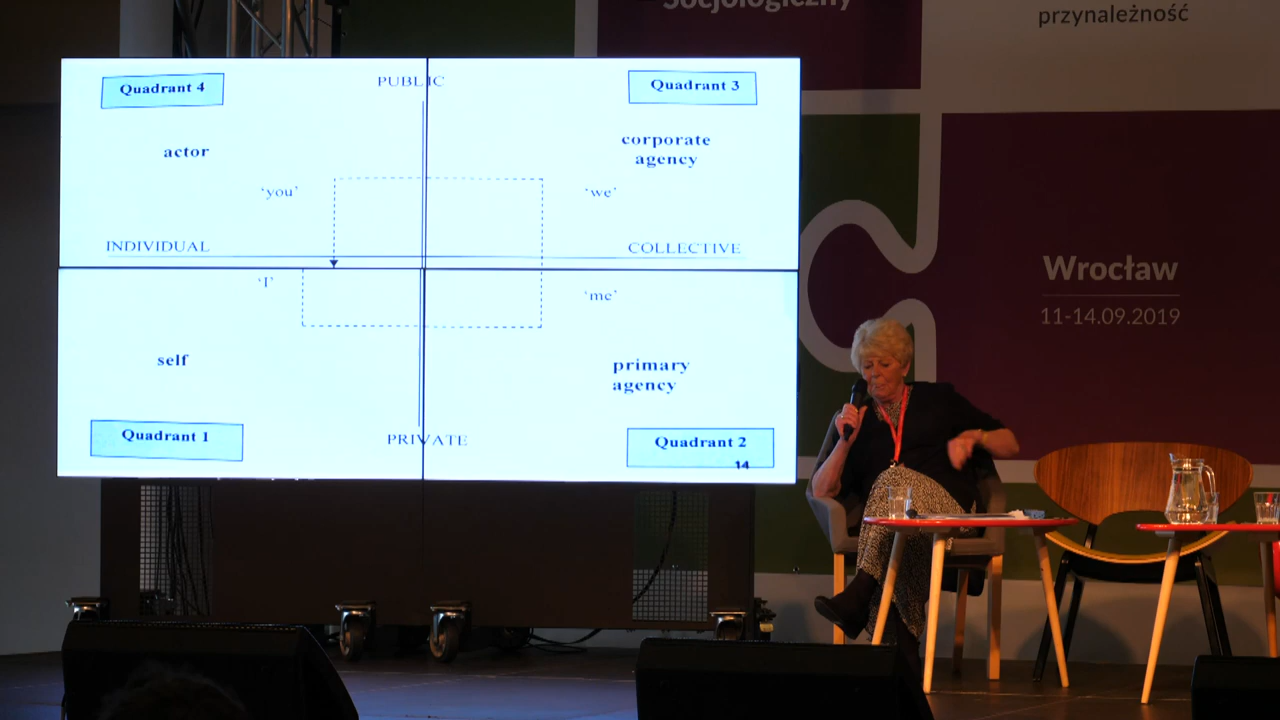 Socjologiczny
przynależność
Quadrant 4
PUBLIC
Quadrant 3
actor
corporate
agency
‘you’
‘we’
INDIVIDUAL
COLLECTIVE
‘I’
‘me’
self
primary
agency
Quadrant 1
PRIVATE
Quadrant 2
14
Wrocław
11-14.09.2019